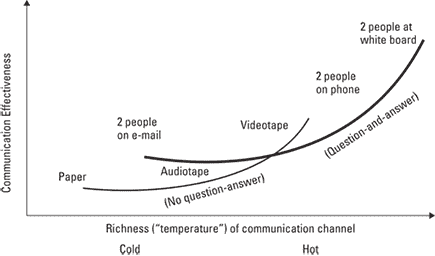 2 people at
white board
2 people
on phone
2 people
on e-mail
Videotape
(Question-and-answer)
Audiotape
(No question-answer)
Paper
Communication Effectiveness
Richness (“temperature”) of communication channel
Cold
Hot